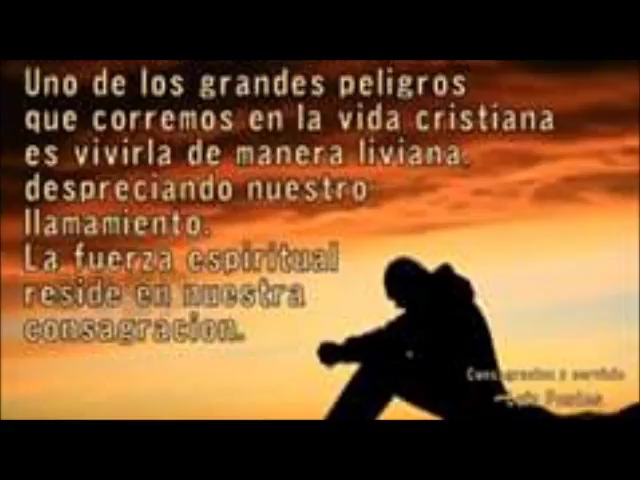 Uno de los grandes peligros
que corremos en la vida cristiana
es vivirla de manera liviana,
despreciando nuestro
llamamiento.
La fuerza espiritual
reside en nuestra
consagracion.
servicio